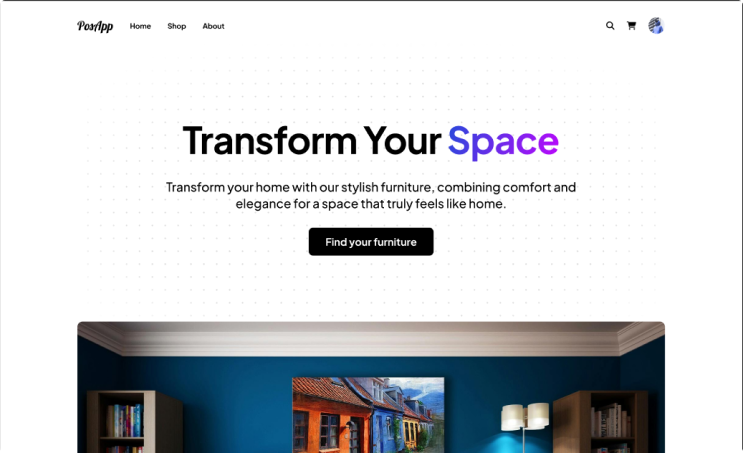 PosApp
Home
Shop
About
Transform Your Space
Transform your home with our stylish furniture, combining comfort and
elegance for a space that truly feels like home.
Find your furniture